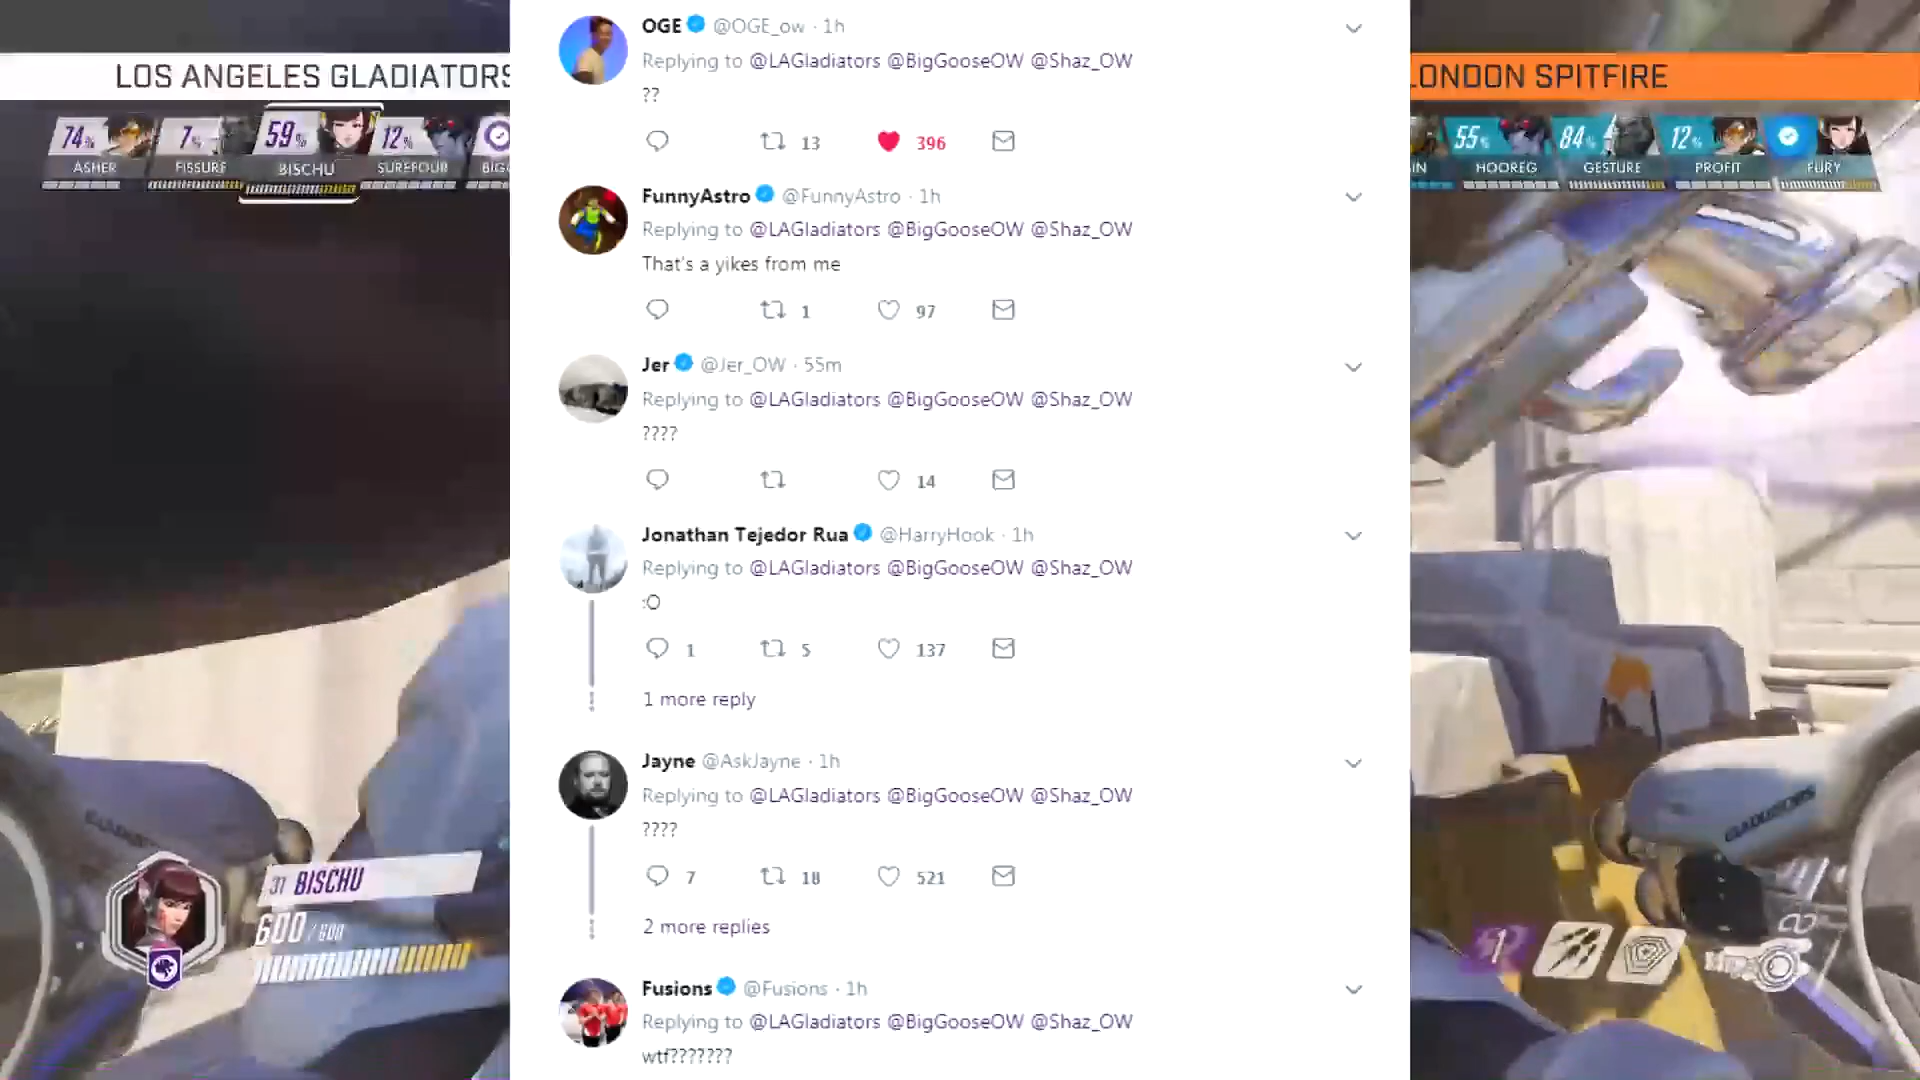 LOS ANGELES GLADIATORS
74%
ASHER
7%
FISSURE
59%
BISCHU
12%
SUREFOUR
BIGG
OGE @OGE_ow · 1h
Replying to @LAGladiators @BigGooseOW @Shaz_OW
??
13 396
FunnyAstro @FunnyAstro · 1h
Replying to @LAGladiators @BigGooseOW @Shaz_OW
That's a yikes from me
1 97
Jer @Jer_OW · 55m
Replying to @LAGladiators @BigGooseOW @Shaz_OW
????
14
Jonathan Tejedor Rua @HarryHook · 1h
Replying to @LAGladiators @BigGooseOW @Shaz_OW
:O
1 5 137
1 more reply
Jayne @AskJayne · 1h
Replying to @LAGladiators @BigGooseOW @Shaz_OW
????
7 18 521
2 more replies
Fusions @Fusions · 1h
Replying to @LAGladiators @BigGooseOW @Shaz_OW
wtf???????
LONDON SPITFIRE
IN
55%
HOOREG
84%
GESTURE
12%
PROFIT
FURY
31 BISCHU
600 / 600
GLADIATORS